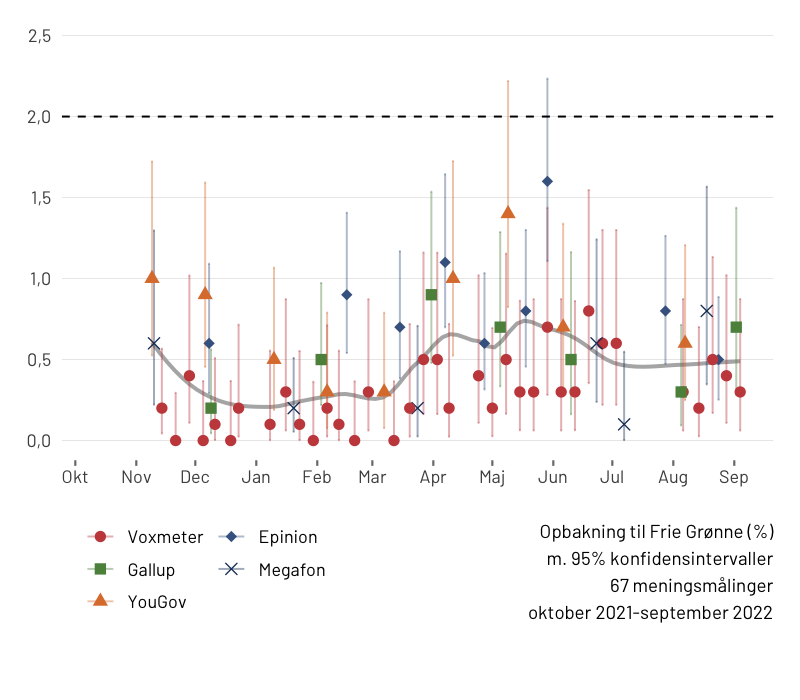 2,5
2,0
1,5
1,0
0,5
0,0
Okt Nov Dec Jan Feb Mar Apr Maj Jun Jul Aug Sep
Voxmeter Epinion
Gallup Megafon
YouGov
Opbakning til Frie Grønne (%)
m. 95% konfidensintervaller
67 meningsmålinger
oktober 2021-september 2022